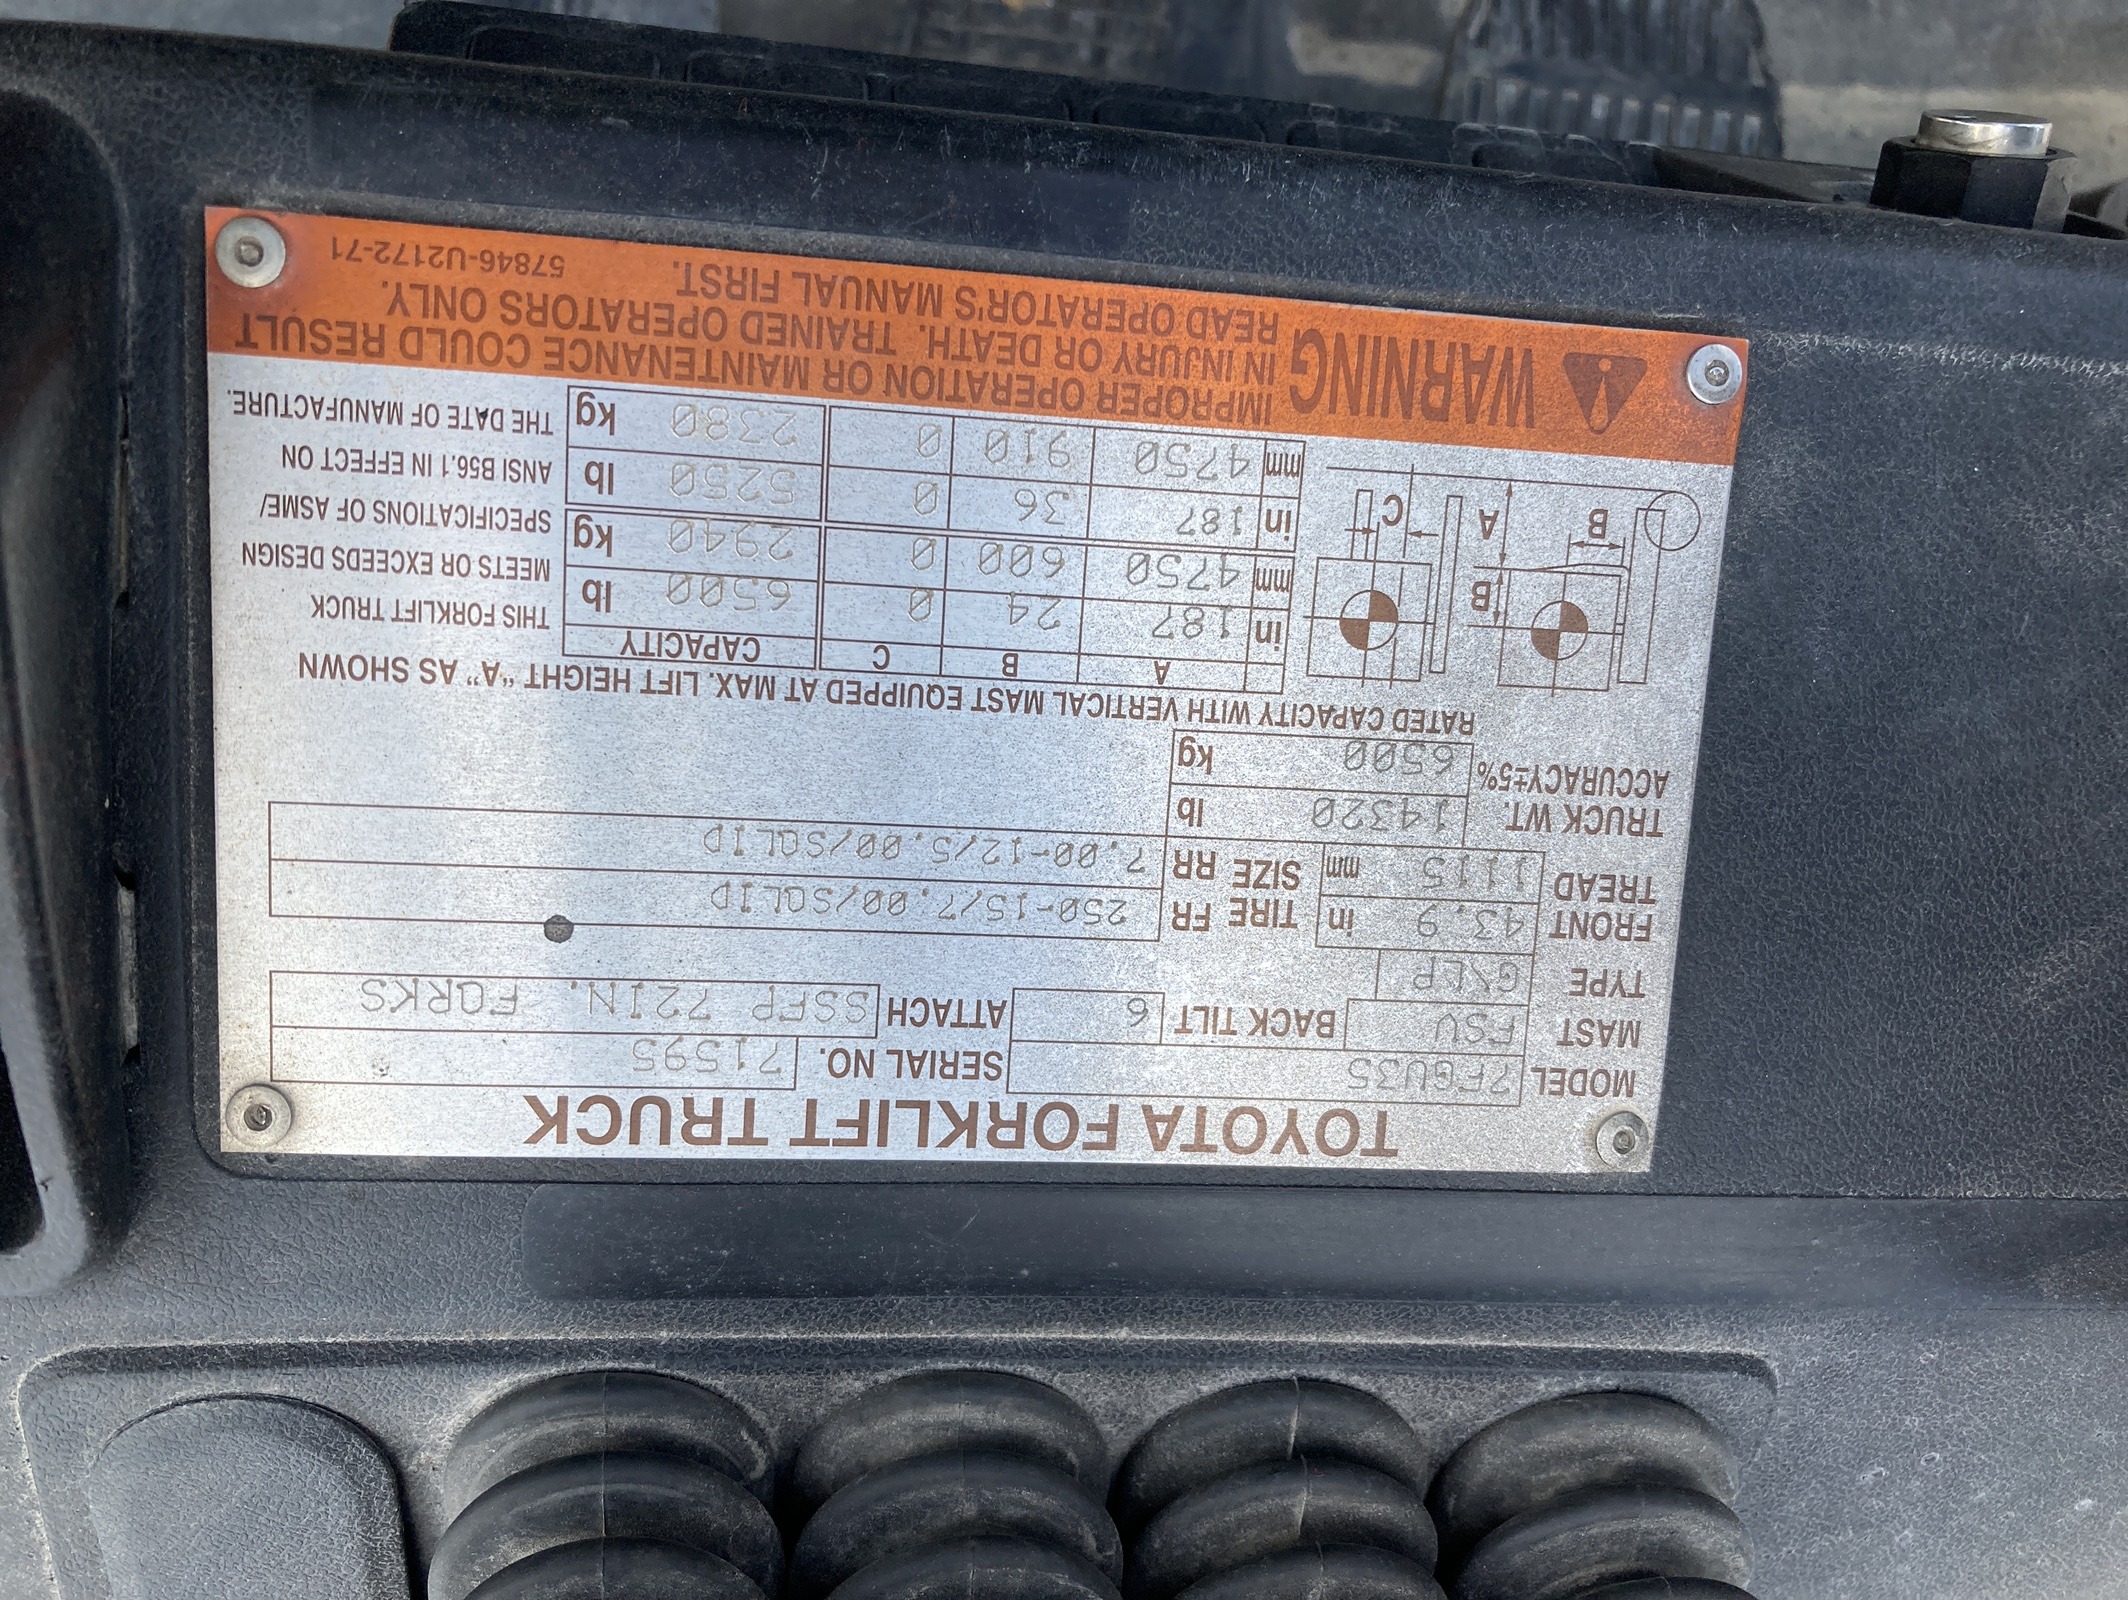 TOYOTA FORKLIFT TRUCK
MODEL 7FGU35 SERIAL NO. 71595
MAST FSV BACK TILT 6 ATTACH SSFP 72IN. FORKS
TYPE G/LP
FRONT TREAD 43.9 in TIRE SIZE FR 250-15/7.00/SOLID
1115 mm RR 7.00-12/5.00/SOLID
TRUCK WT. 14320 lb
ACCURACY±5% 6500 kg
RATED CAPACITY WITH VERTICAL MAST EQUIPPED AT MAX. LIFT HEIGHT "A" AS SHOWN
A B C CAPACITY
in 187 24 0 6500 lb
mm 4750 600 0 2940 kg
in 187 36 0 5250 lb
mm 4750 910 0 2380 kg
B A B C
THIS FORKLIFT TRUCK
MEETS OR EXCEEDS DESIGN
SPECIFICATIONS OF ASME/
ANSI B56.1 IN EFFECT ON
THE DATE OF MANUFACTURE.
WARNING
IMPROPER OPERATION OR MAINTENANCE COULD RESULT
IN INJURY OR DEATH. TRAINED OPERATORS ONLY.
READ OPERATOR'S MANUAL FIRST.
57846-U2172-71